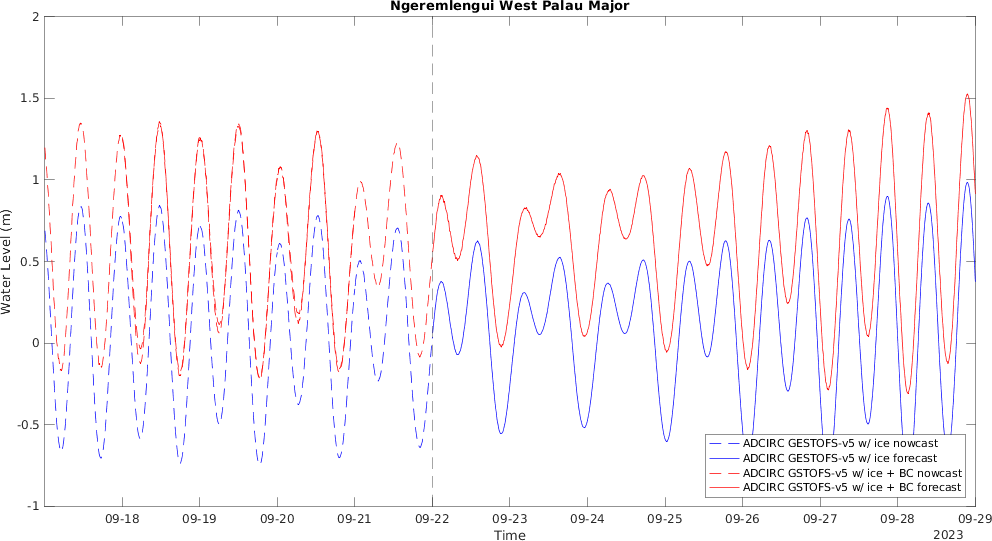 Ngeremlengui West Palau Major
2
1.5
1
0.5
0
-0.5
-1
Water Level (m)
ADCIRC GESTOFS-v5 w/ ice nowcast
ADCIRC GESTOFS-v5 w/ ice forecast
ADCIRC GSTOFS-v5 w/ ice + BC nowcast
ADCIRC GSTOFS-v5 w/ ice + BC forecast
09-18 09-19 09-20 09-21 09-22 09-23 09-24 09-25 09-26 09-27 09-28 09-29
Time
2023